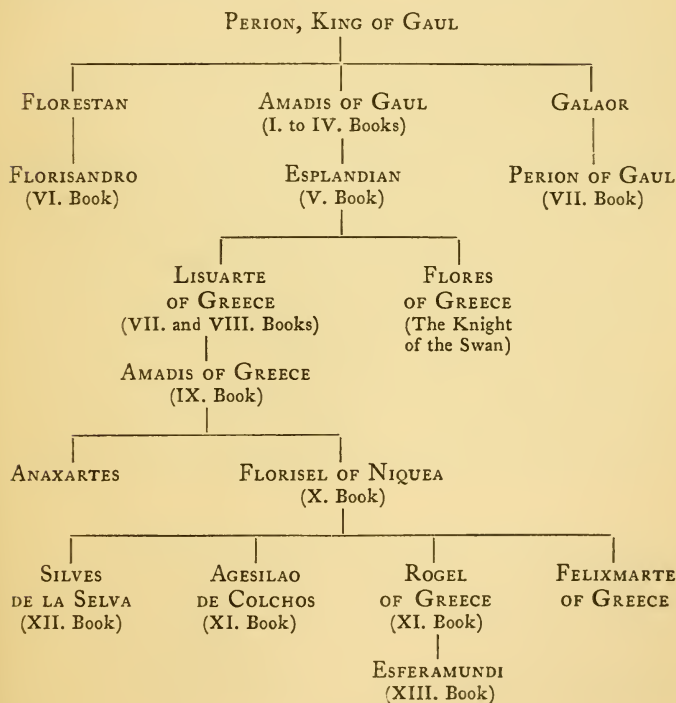 PERION, KING OF GAUL
FLORESTAN
AMADIS OF GAUL
(I. to IV. Books)
GALAOR
FLORISANDRO
(VI. Book)
ESPLANDIAN
(V. Book)
PERION OF GAUL
(VII. Book)
LISUARTE
OF GREECE
(VII. and VIII. Books)
FLORES
OF GREECE
(The Knight
of the Swan)
AMADIS OF GREECE
(IX. Book)
ANAXARTES
FLORISEL OF NIQUEA
(X. Book)
SILVES
DE LA SELVA
(XII. Book)
AGESILAO
DE COLCHOS
(XI. Book)
ROGEL
OF GREECE
(XI. Book)
FELIXMARTE
OF GREECE
ESFERAMUNDI
(XIII. Book)